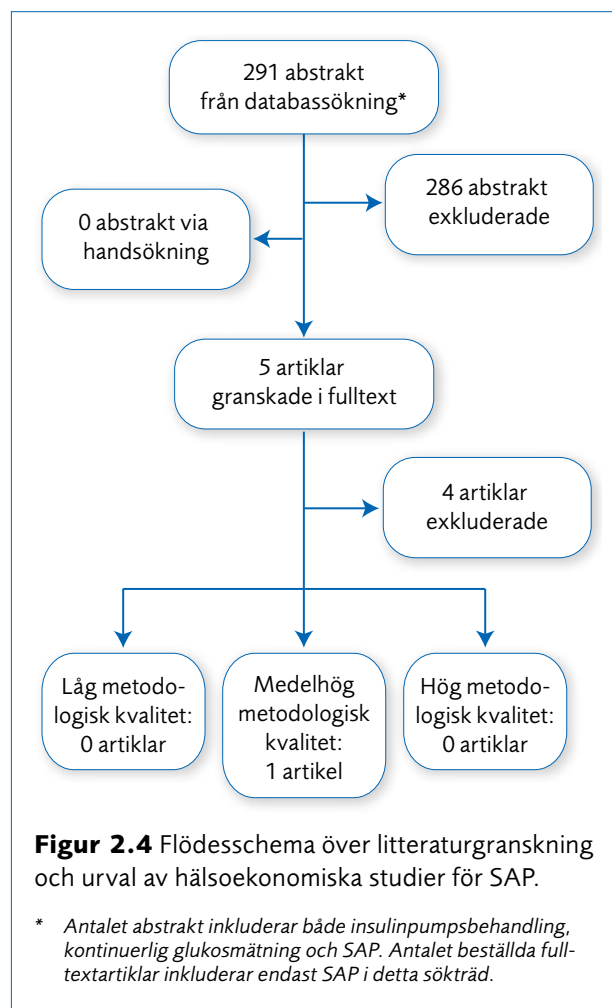 291 abstrakt
från databassökning*
286 abstrakt
exkluderade
0 abstrakt via
handsökning
5 artiklar
granskade i fulltext
4 artiklar
exkluderade
Låg metodo-
logisk kvalitet:
0 artiklar
Medelhög
metodologisk
kvalitet:
1 artikel
Hög metodo-
logisk kvalitet:
0 artiklar
Figur 2.4 Flödesschema över litteraturgranskning
och urval av hälsoekonomiska studier för SAP.
* Antalet abstrakt inkluderar både insulinpumpsbehandling,
kontinuerlig glukosmätning och SAP. Antalet beställda full-
textartiklar inkluderar endast SAP i detta sökträd.